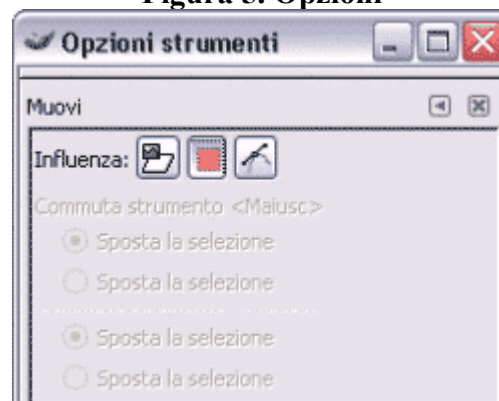 Figura 5. Opzioni
Opzioni strumenti
Muovi
Influenza:
Commuta strumento <Maiusc>
Sposta la selezione
Sposta la selezione
Sposta la selezione
Sposta la selezione